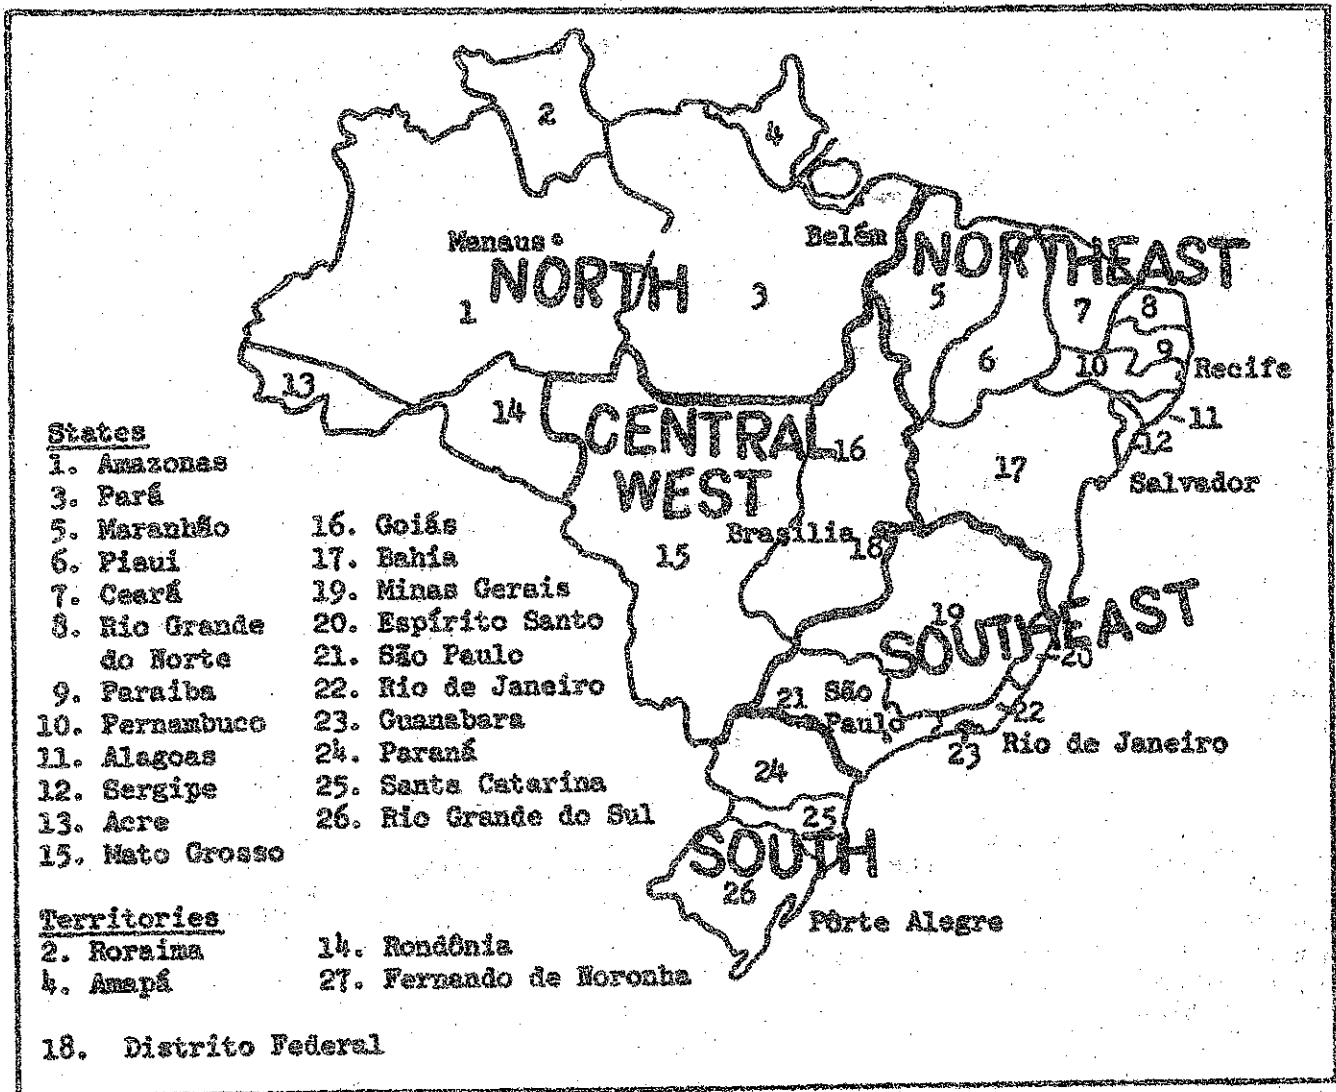 2
4
Manaus
Belém
NORTHEAST
NORTH
1
3
5
7
8
6
10
9
Recife
13
14
11
CENTRAL
WEST
16
12
17
Salvador
Brasilia
18
15
19
SOUTHEAST
20
21 São
Paulo
22
23
Rio de Janeiro
24
25
SOUTH
26
Pôrte Alegre
States
1. Amazonas
3. Pará
5. Maranhão
6. Piaui
7. Ceará
8. Rio Grande
do Norte
9. Paraiba
10. Pernambuco
11. Alagoas
12. Sergipe
13. Acre
15. Mato Grosso
16. Goiás
17. Bahia
19. Minas Gerais
20. Espírito Santo
21. São Paulo
22. Rio de Janeiro
23. Guanabara
24. Paraná
25. Santa Catarina
26. Rio Grande do Sul
Territories
2. Roraima
4. Amapá
14. Rondônia
27. Fernando de Noronha
18. Distrito Federal